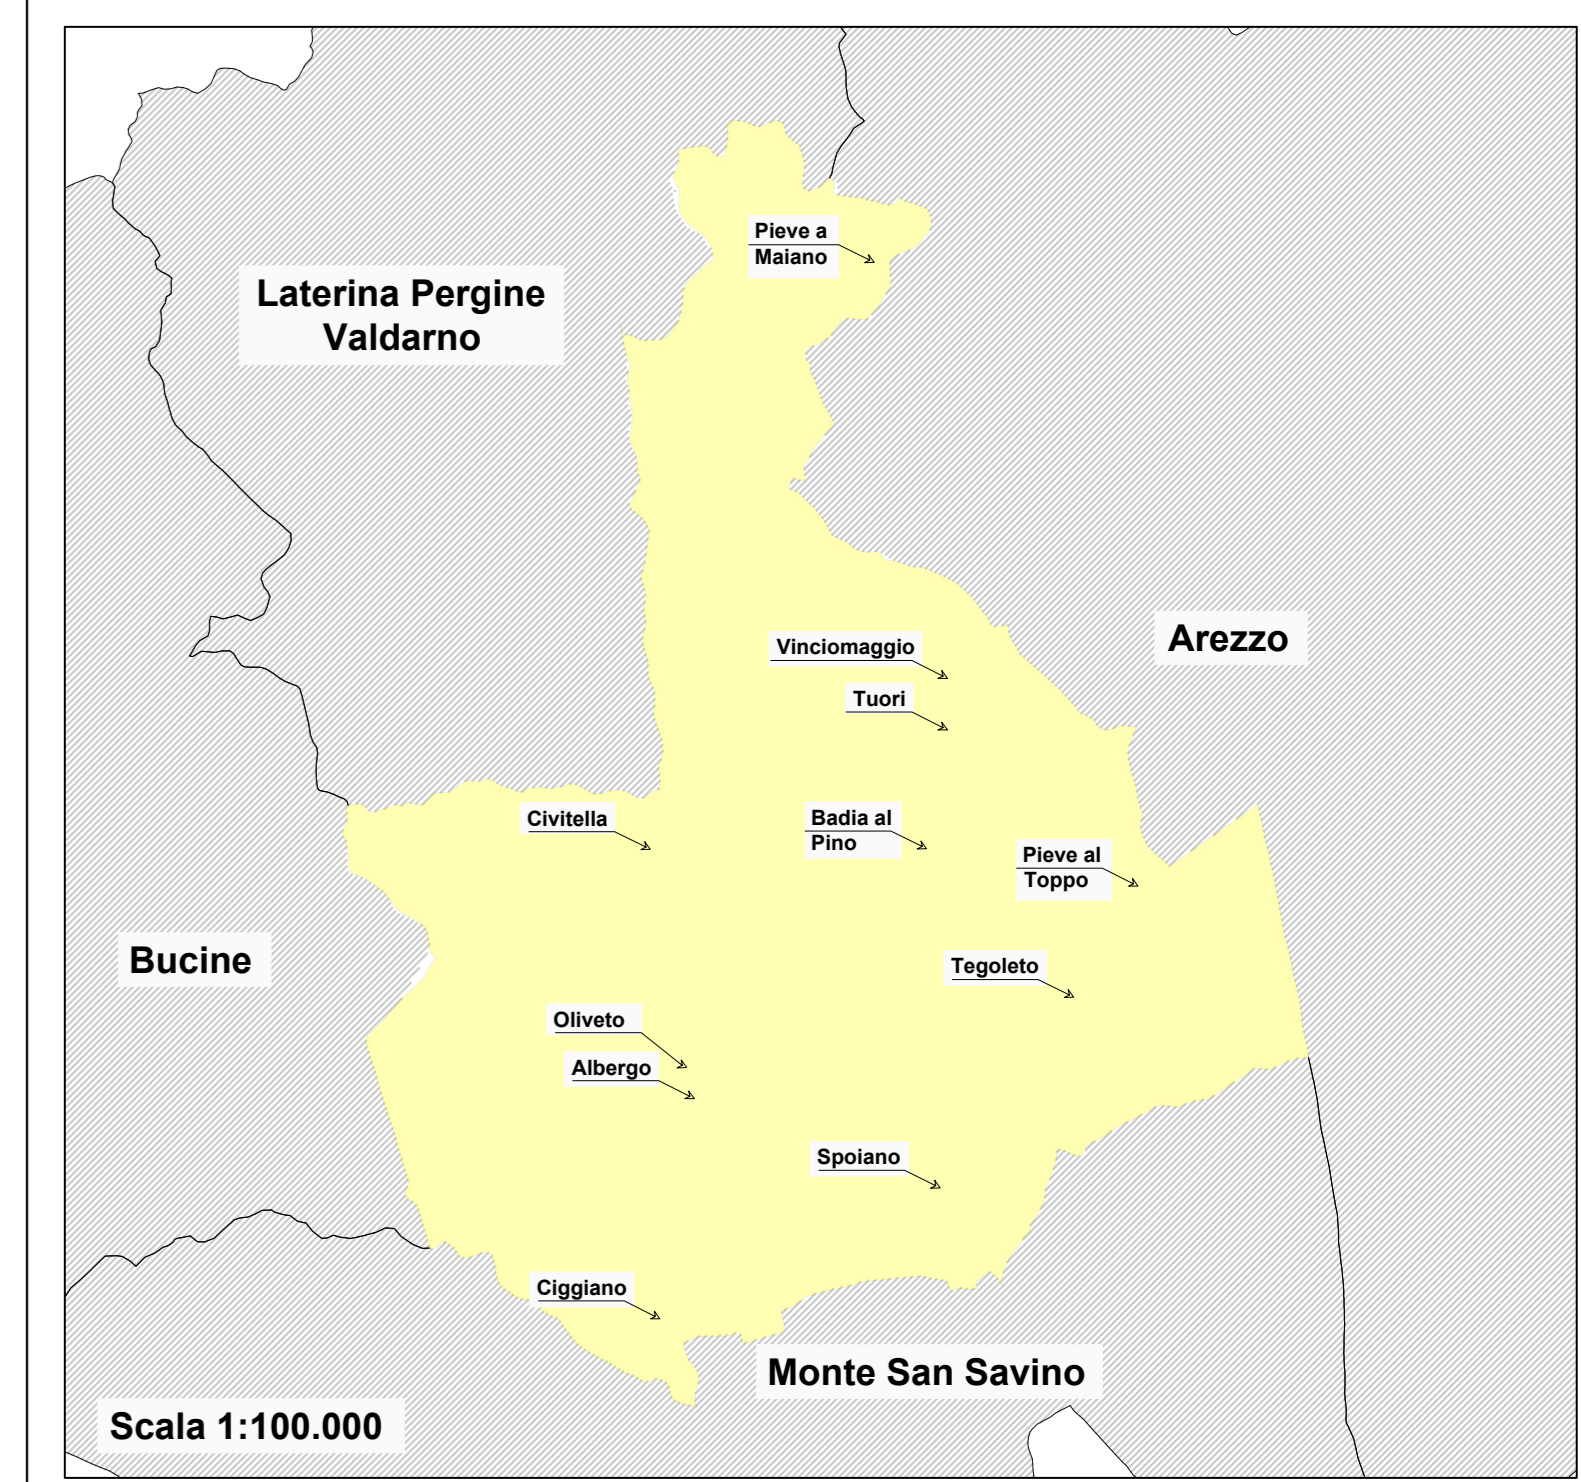 Pieve a
Maiano
Laterina Pergine
Valdarno
Arezzo
Vinciomaggio
Tuori
Civitella
Badia al
Pino
Pieve al
Toppo
Bucine
Tegoleto
Oliveto
Albergo
Spoiano
Ciggiano
Monte San Savino
Scala 1:100.000